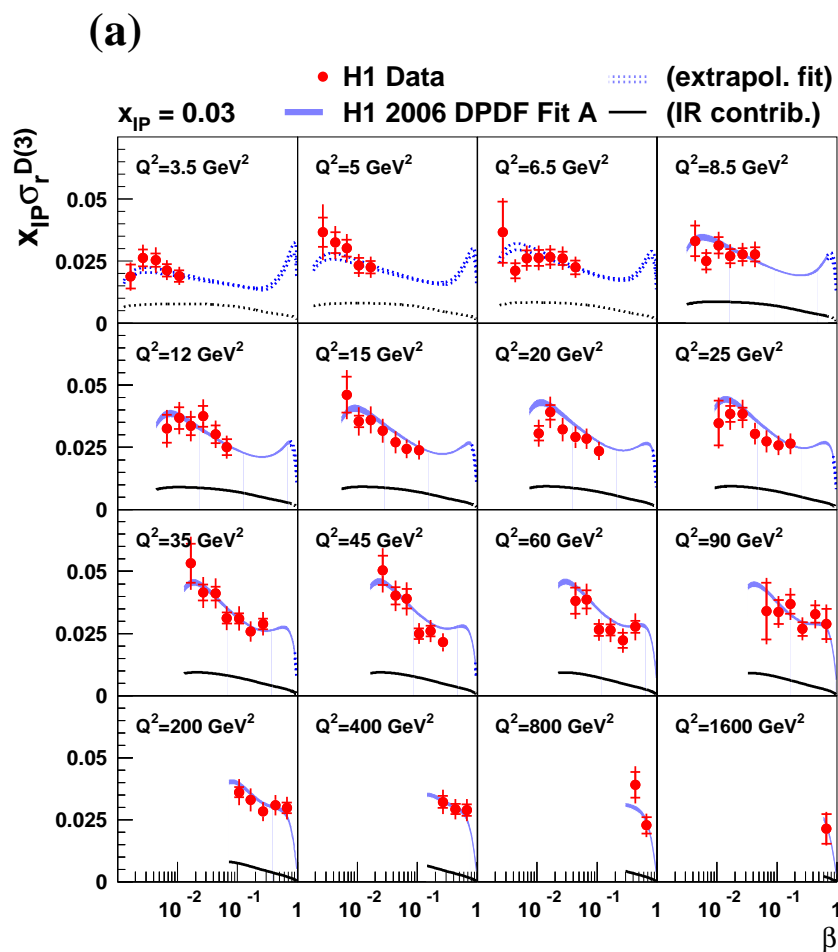 (a)
H1 Data
(extrapol. fit)
x_IP = 0.03
H1 2006 DPDF Fit A
(IR contrib.)
x_IP σ_r^D(3)
Q²=3.5 GeV²
Q²=5 GeV²
Q²=6.5 GeV²
Q²=8.5 GeV²
0.05
0.025
0
Q²=12 GeV²
Q²=15 GeV²
Q²=20 GeV²
Q²=25 GeV²
0.05
0.025
0
Q²=35 GeV²
Q²=45 GeV²
Q²=60 GeV²
Q²=90 GeV²
0.05
0.025
0
Q²=200 GeV²
Q²=400 GeV²
Q²=800 GeV²
Q²=1600 GeV²
0.05
0.025
0
10⁻² 10⁻¹ 1 10⁻² 10⁻¹ 1 10⁻² 10⁻¹ 1 10⁻² 10⁻¹ 1
β